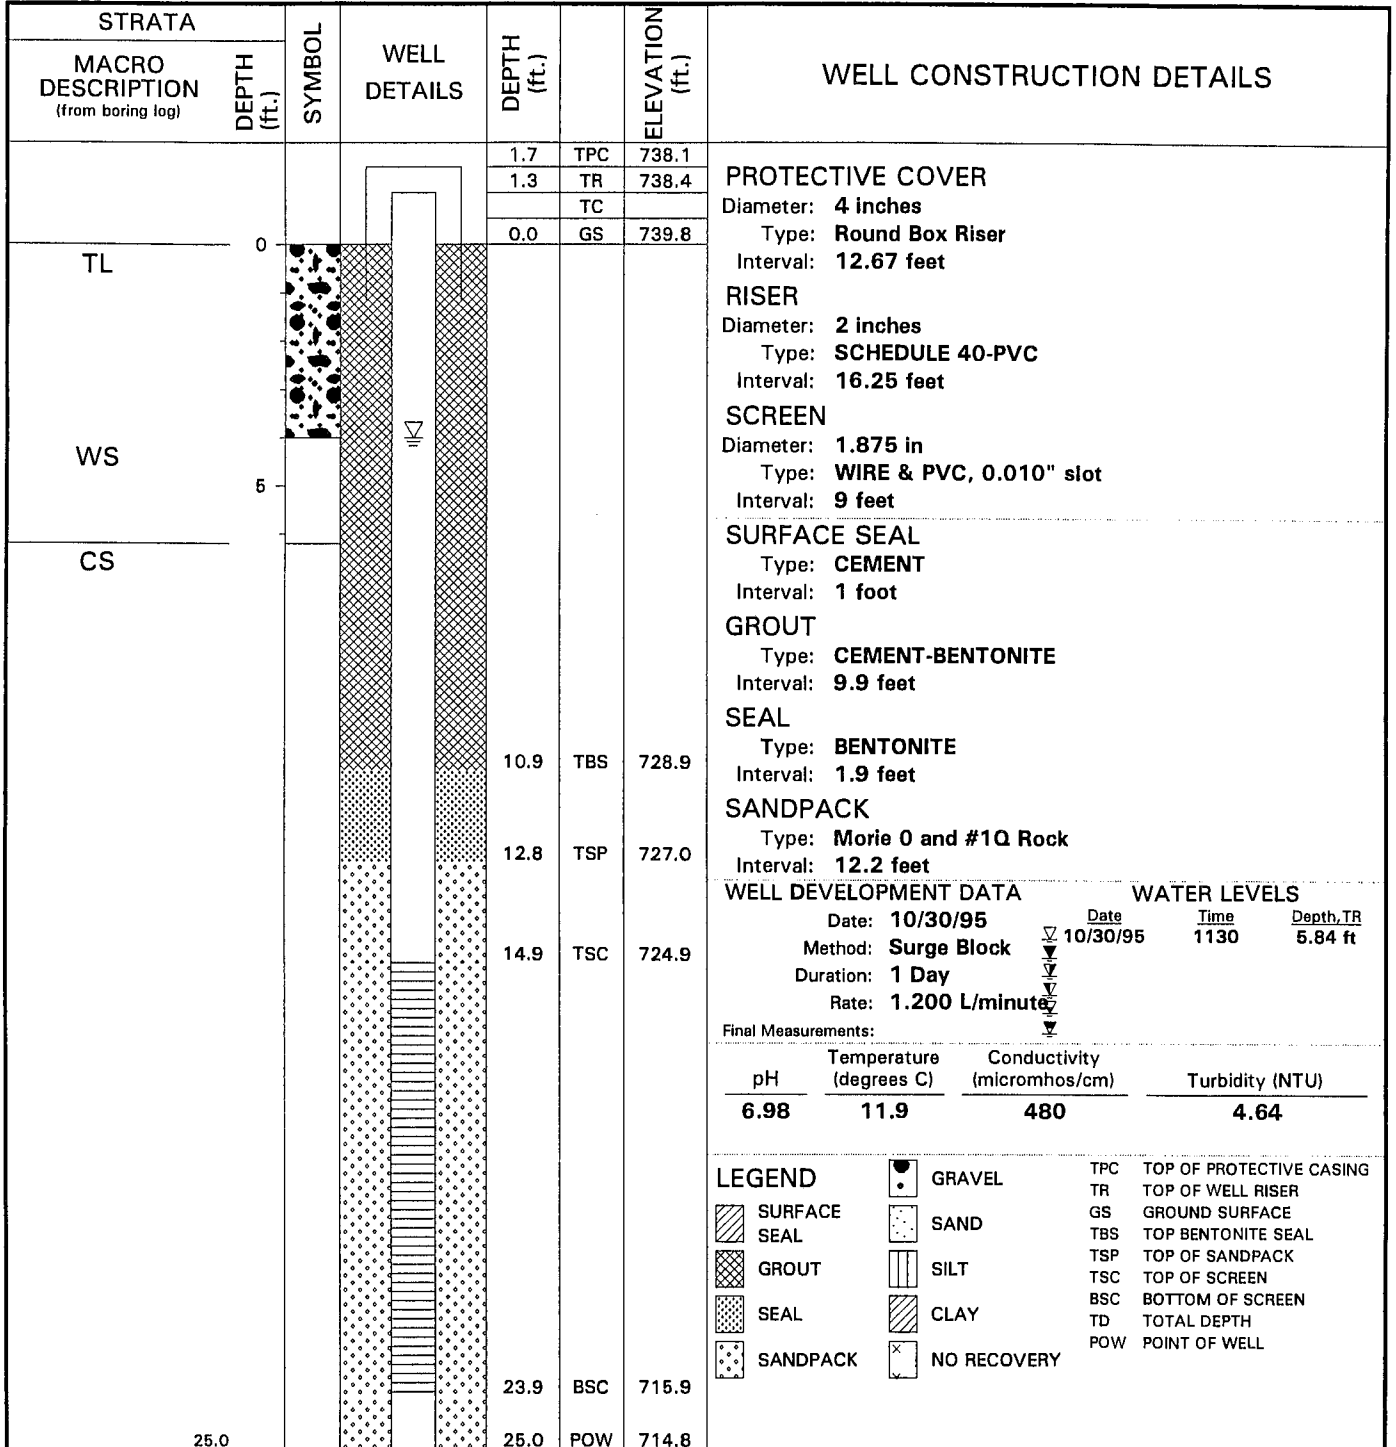 STRATA
MACRO
DESCRIPTION
(from boring log)
DEPTH
(ft.)
SYMBOL
WELL
DETAILS
DEPTH
(ft.)
ELEVATION
(ft.)
WELL CONSTRUCTION DETAILS
1.7 TPC 738.1
1.3 TR 738.4
TC
0.0 GS 739.8
0
TL
WS
5
CS
10.9 TBS 728.9
12.8 TSP 727.0
14.9 TSC 724.9
23.9 BSC 715.9
25.0
25.0 POW 714.8
PROTECTIVE COVER
Diameter: 4 inches
Type: Round Box Riser
Interval: 12.67 feet
RISER
Diameter: 2 inches
Type: SCHEDULE 40-PVC
Interval: 16.25 feet
SCREEN
Diameter: 1.875 in
Type: WIRE & PVC, 0.010" slot
Interval: 9 feet
SURFACE SEAL
Type: CEMENT
Interval: 1 foot
GROUT
Type: CEMENT-BENTONITE
Interval: 9.9 feet
SEAL
Type: BENTONITE
Interval: 1.9 feet
SANDPACK
Type: Morie 0 and #1Q Rock
Interval: 12.2 feet
WELL DEVELOPMENT DATA
Date: 10/30/95
Method: Surge Block
Duration: 1 Day
Rate: 1.200 L/minute
Final Measurements:
WATER LEVELS
Date Time Depth,TR
10/30/95 1130 5.84 ft
pH Temperature (degrees C) Conductivity (micromhos/cm) Turbidity (NTU)
6.98 11.9 480 4.64
LEGEND
SURFACE
SEAL
GROUT
SEAL
SANDPACK
GRAVEL
SAND
SILT
CLAY
NO RECOVERY
TPC TOP OF PROTECTIVE CASING
TR TOP OF WELL RISER
GS GROUND SURFACE
TBS TOP BENTONITE SEAL
TSP TOP OF SANDPACK
TSC TOP OF SCREEN
BSC BOTTOM OF SCREEN
TD TOTAL DEPTH
POW POINT OF WELL